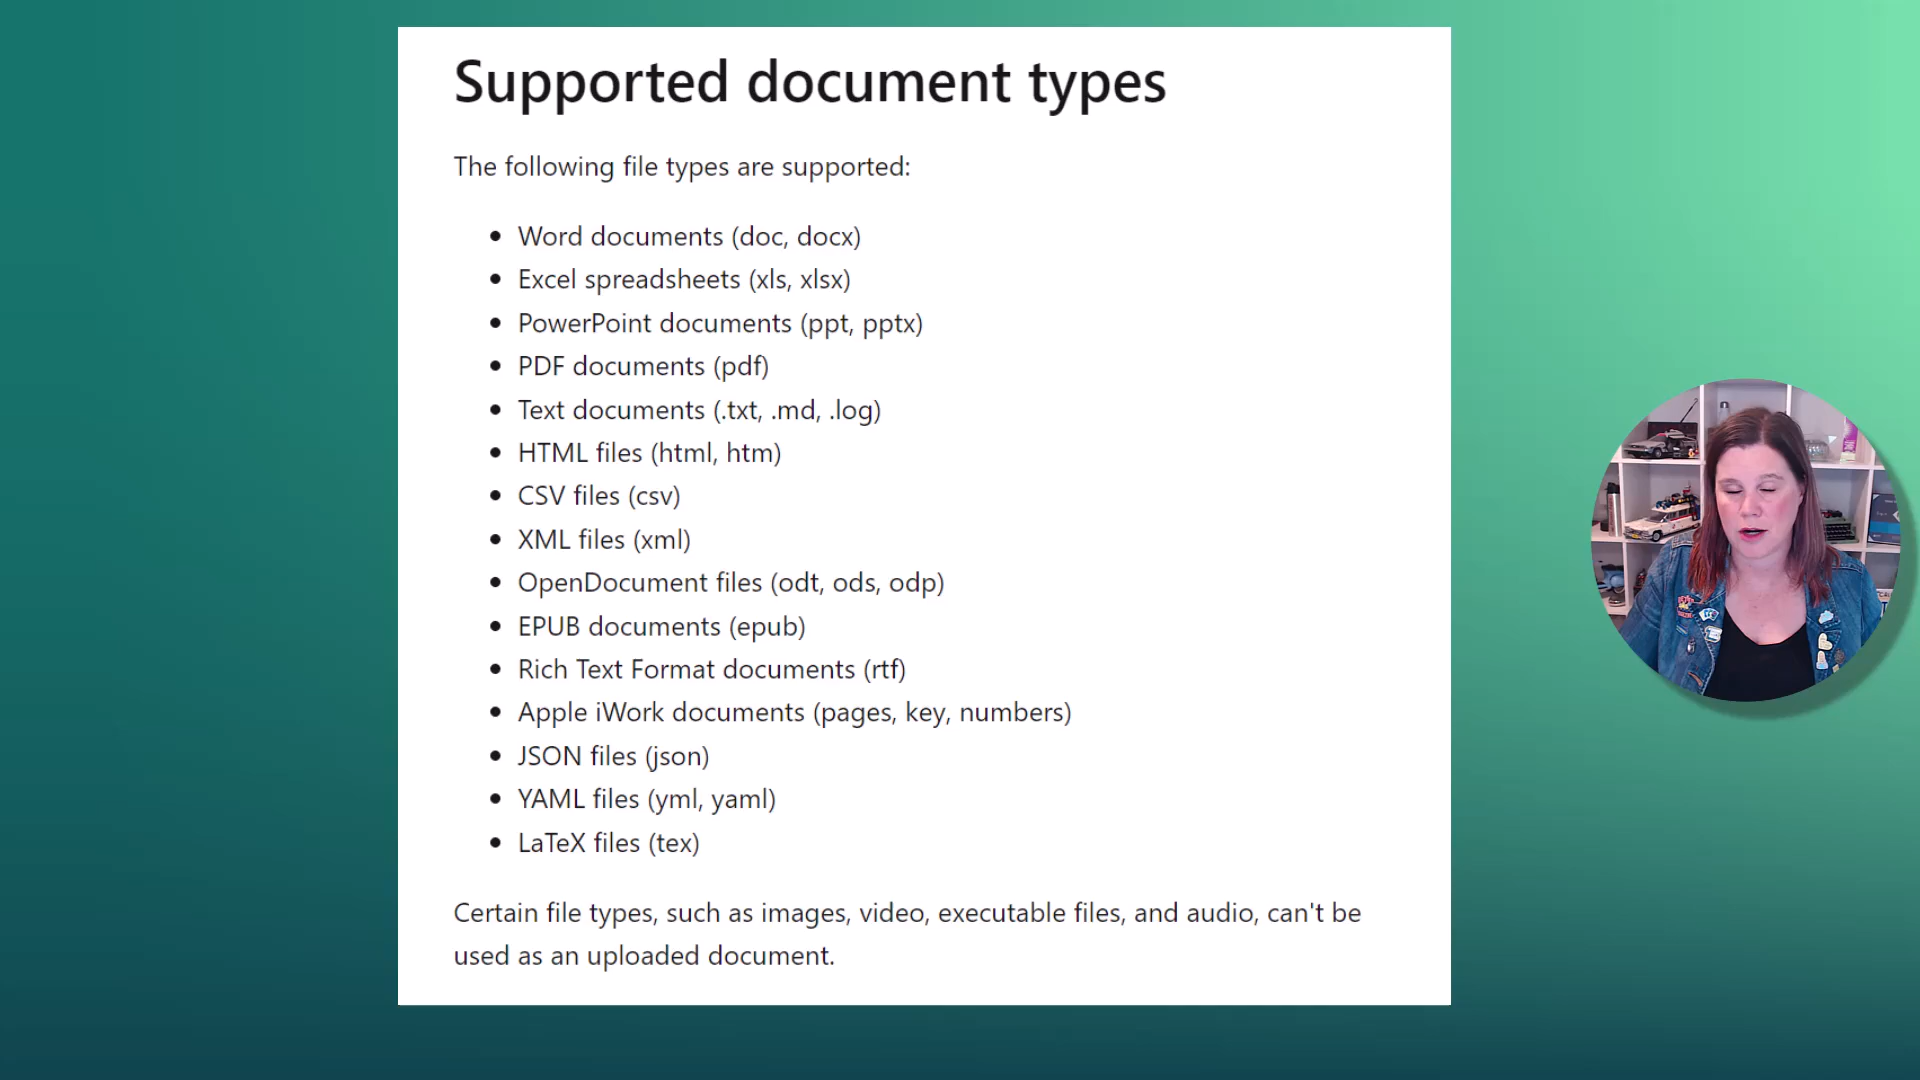 Supported document types
The following file types are supported:
• Word documents (doc, docx)
• Excel spreadsheets (xls, xlsx)
• PowerPoint documents (ppt, pptx)
• PDF documents (pdf)
• Text documents (.txt, .md, .log)
• HTML files (html, htm)
• CSV files (csv)
• XML files (xml)
• OpenDocument files (odt, ods, odp)
• EPUB documents (epub)
• Rich Text Format documents (rtf)
• Apple iWork documents (pages, key, numbers)
• JSON files (json)
• YAML files (yml, yaml)
• LaTeX files (tex)
Certain file types, such as images, video, executable files, and audio, can't be
used as an uploaded document.